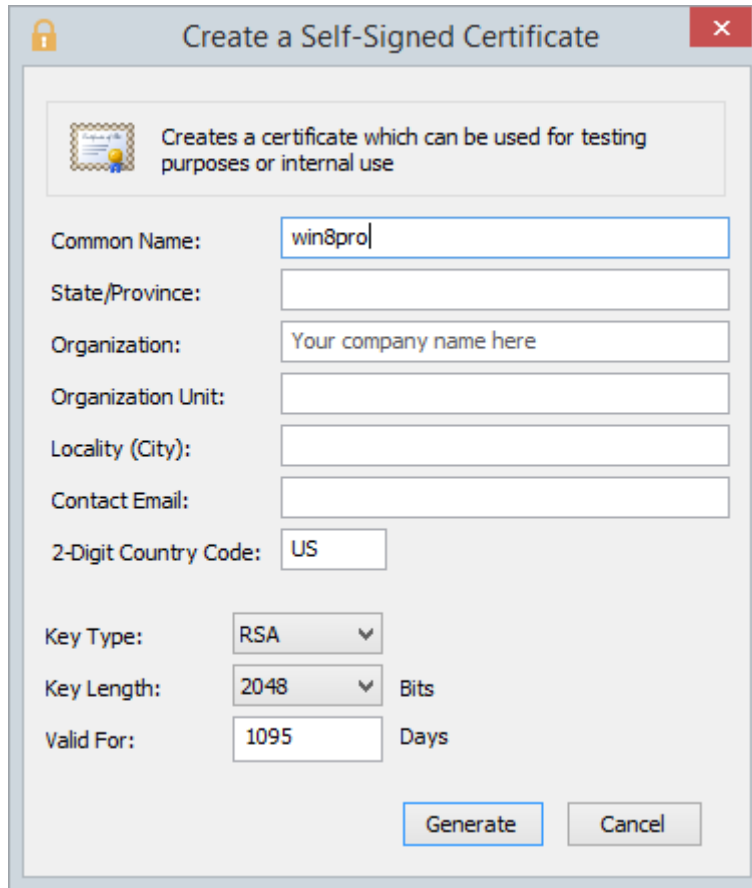 Create a Self-Signed Certificate
Creates a certificate which can be used for testing
purposes or internal use
Common Name: win8pro
State/Province:
Organization: Your company name here
Organization Unit:
Locality (City):
Contact Email:
2-Digit Country Code: US
Key Type: RSA
Key Length: 2048 Bits
Valid For: 1095 Days
Generate Cancel